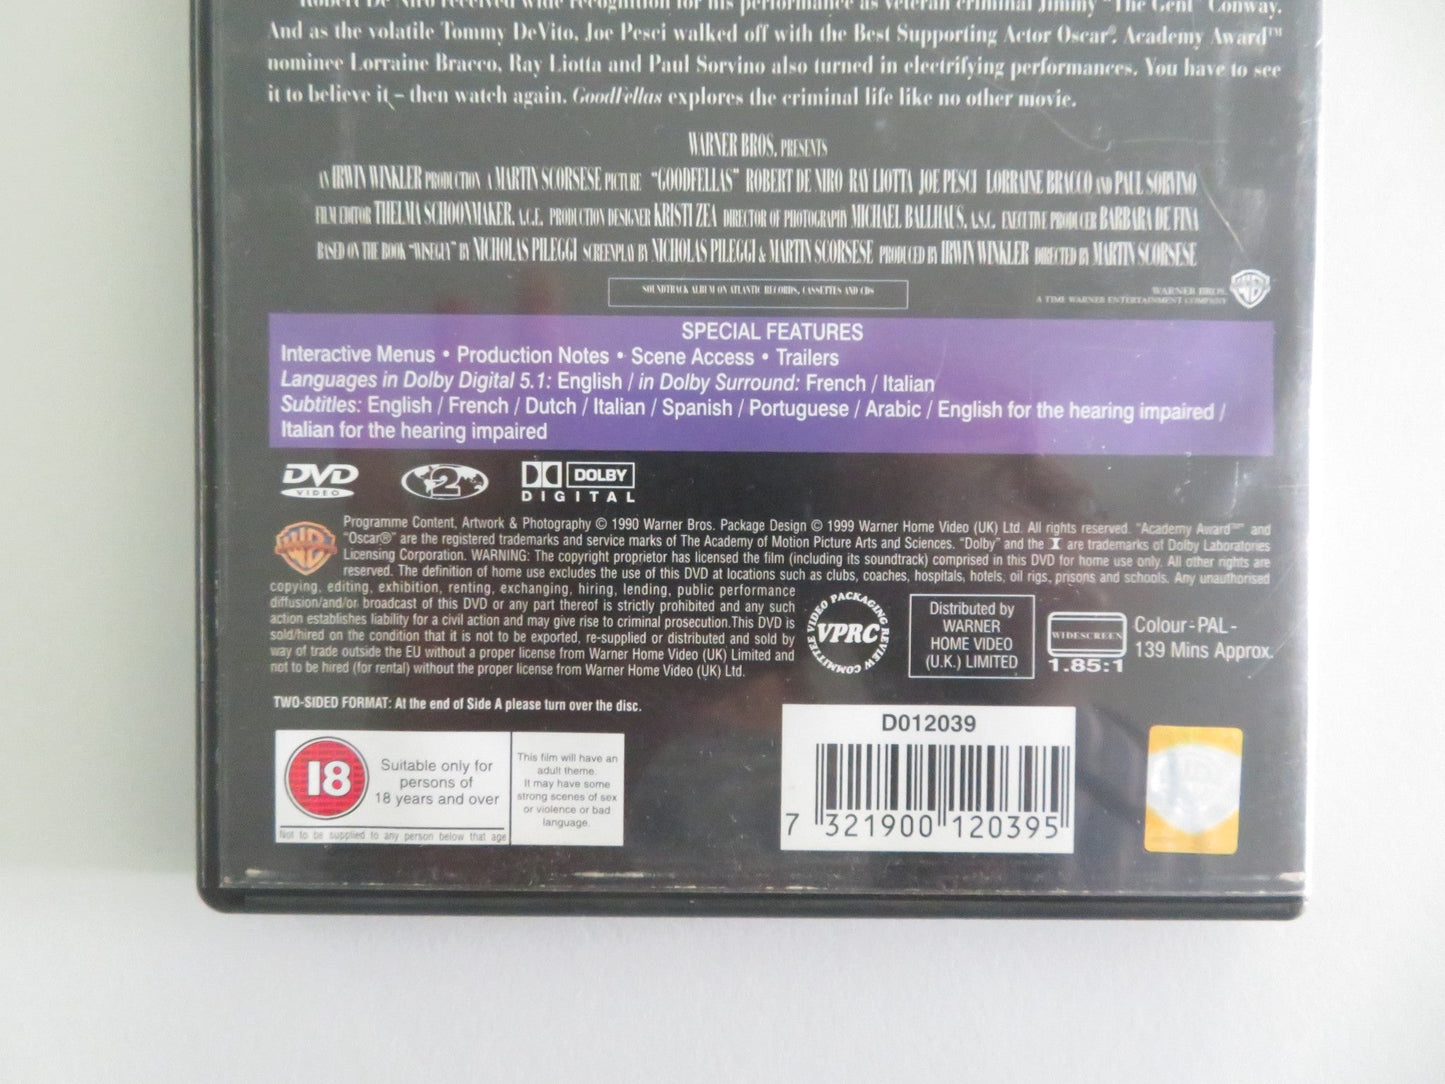 Robert De Niro received wide recognition for his performance as veteran criminal Jimmy "The Gent" Conway.
And as the volatile Tommy DeVito, Joe Pesci walked off with the Best Supporting Actor Oscar®. Academy Award™
nominee Lorraine Bracco, Ray Liotta and Paul Sorvino also turned in electrifying performances. You have to see
it to believe it – then watch again. GoodFellas explores the criminal life like no other movie.
WARNER BROS. PRESENTS
AN IRWIN WINKLER PRODUCTION A MARTIN SCORSESE PICTURE "GOODFELLAS" ROBERT DE NIRO RAY LIOTTA JOE PESCI LORRAINE BRACCO AND PAUL SORVINO
FILM EDITOR THELMA SCHOONMAKER, A.C.E. PRODUCTION DESIGNER KRISTI ZEA DIRECTOR OF PHOTOGRAPHY MICHAEL BALLHAUS, A.S.C. EXECUTIVE PRODUCER BARBARA DE FINA
BASED ON THE BOOK "WISEGUY" BY NICHOLAS PILEGGI SCREENPLAY BY NICHOLAS PILEGGI & MARTIN SCORSESE PRODUCED BY IRWIN WINKLER DIRECTED BY MARTIN SCORSESE
SOUNDTRACK ALBUM ON ATLANTIC RECORDS, CASSETTES AND CDS
WARNER BROS.
A TIME WARNER ENTERTAINMENT COMPANY
SPECIAL FEATURES
Interactive Menus • Production Notes • Scene Access • Trailers
Languages in Dolby Digital 5.1: English / in Dolby Surround: French / Italian
Subtitles: English / French / Dutch / Italian / Spanish / Portuguese / Arabic / English for the hearing impaired /
Italian for the hearing impaired
DVD VIDEO
2
DOLBY
DIGITAL
Programme Content, Artwork & Photography © 1990 Warner Bros. Package Design © 1999 Warner Home Video (UK) Ltd. All rights reserved. "Academy Award™" and
"Oscar®" are the registered trademarks and service marks of The Academy of Motion Picture Arts and Sciences. "Dolby" and the are trademarks of Dolby Laboratories
Licensing Corporation. WARNING: The copyright proprietor has licensed the film (including its soundtrack) comprised in this DVD for home use only. All other rights are
reserved. The definition of home use excludes the use of this DVD at locations such as clubs, coaches, hospitals, hotels, oil rigs, prisons and schools. Any unauthorised
copying, editing, exhibition, renting, exchanging, hiring, lending, public performance
diffusion/and/or broadcast of this DVD or any part thereof is strictly prohibited and any such
action establishes liability for a civil action and may give rise to criminal prosecution.This DVD is
sold/hired on the condition that it is not to be exported, re-supplied or distributed and sold by
way of trade outside the EU without a proper license from Warner Home Video (UK) Limited and
not to be hired (for rental) without the proper license from Warner Home Video (UK) Ltd.
VIDEO PACKAGING REVIEW COMMITTEE
VPRC
Distributed by
WARNER
HOME VIDEO
(U.K.) LIMITED
WIDESCREEN
1.85:1
Colour-PAL-
139 Mins Approx.
TWO-SIDED FORMAT: At the end of Side A please turn over the disc.
18
Suitable only for
persons of
18 years and over
Not to be supplied to any person below that age
This film will have an
adult theme.
It may have some
strong scenes of sex
or violence or bad
language.
D012039
7 321900 120395